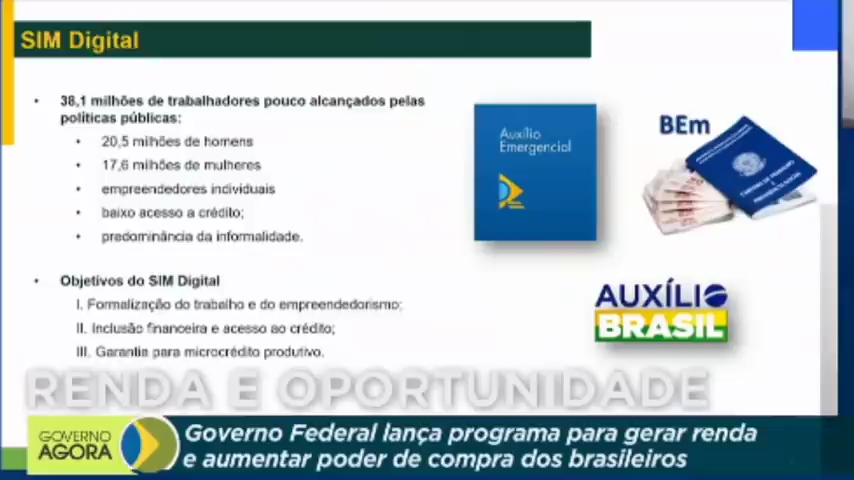 SIM Digital
38,1 milhões de trabalhadores pouco alcançados pelas
políticas públicas:
20,5 milhões de homens
17,6 milhões de mulheres
empreendedores individuais
baixo acesso a crédito;
predominância da informalidade.
Objetivos do SIM Digital
I. Formalização do trabalho e do empreendedorismo;
II. Inclusão financeira e acesso ao crédito;
III. Garantia para microcrédito produtivo.
Auxílio
Emergencial
BEm
AUXÍLIO
BRASIL
RENDA E OPORTUNIDADE
GOVERNO
AGORA
Governo Federal lança programa para gerar renda
e aumentar poder de compra dos brasileiros